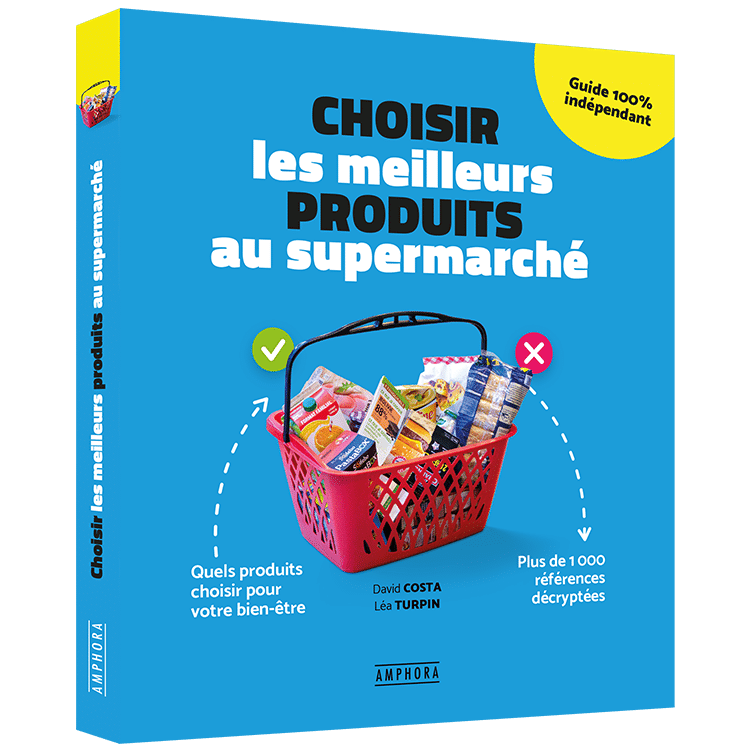 Guide 100%
indépendant
CHOISIR
les meilleurs
PRODUITS
au supermarché
Quels produits
choisir pour
votre bien-être
Plus de 1 000
références
décryptées
David COSTA
Léa TURPIN
AMPHORA
Choisir les meilleurs produits au supermarché
AMPHORA
PASTABOX